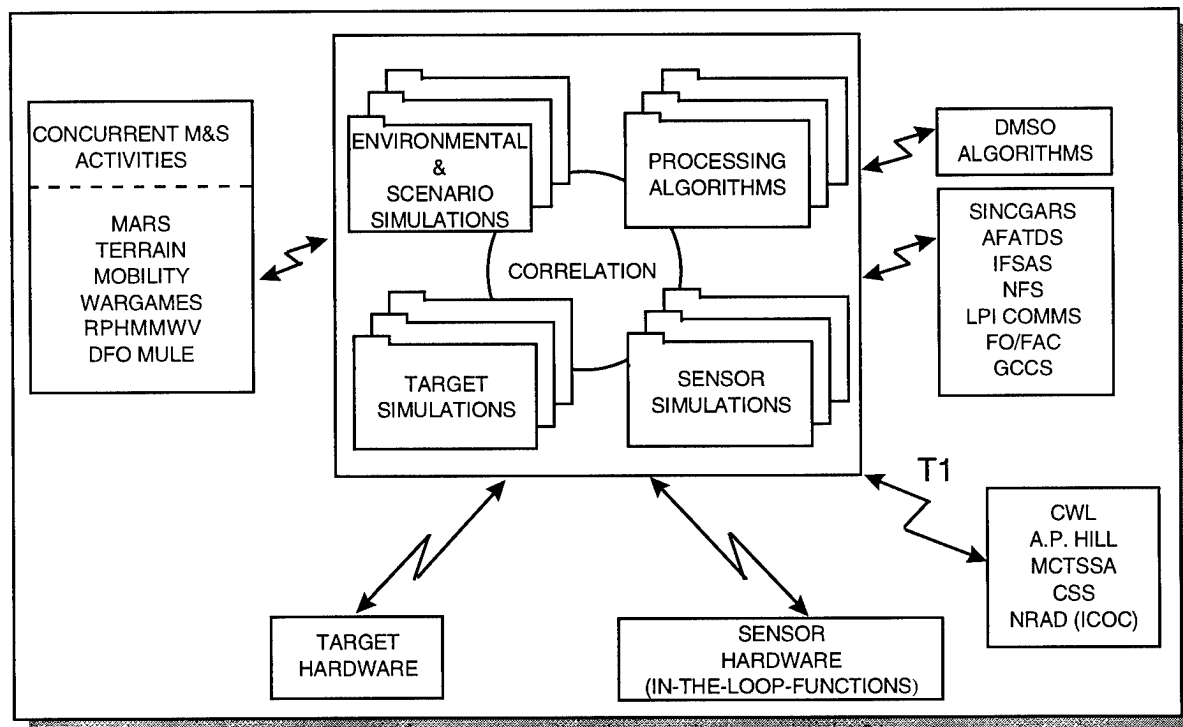 CONCURRENT M&S
ACTIVITIES
MARS
TERRAIN
MOBILITY
WARGAMES
RPHMMWV
DFO MULE
ENVIRONMENTAL
&
SCENARIO
SIMULATIONS
PROCESSING
ALGORITHMS
CORRELATION
TARGET
SIMULATIONS
SENSOR
SIMULATIONS
DMSO
ALGORITHMS
SINCGARS
AFATDS
IFSAS
NFS
LPI COMMS
FO/FAC
GCCS
T1
CWL
A.P. HILL
MCTSSA
CSS
NRAD (ICOC)
TARGET
HARDWARE
SENSOR
HARDWARE
(IN-THE-LOOP-FUNCTIONS)